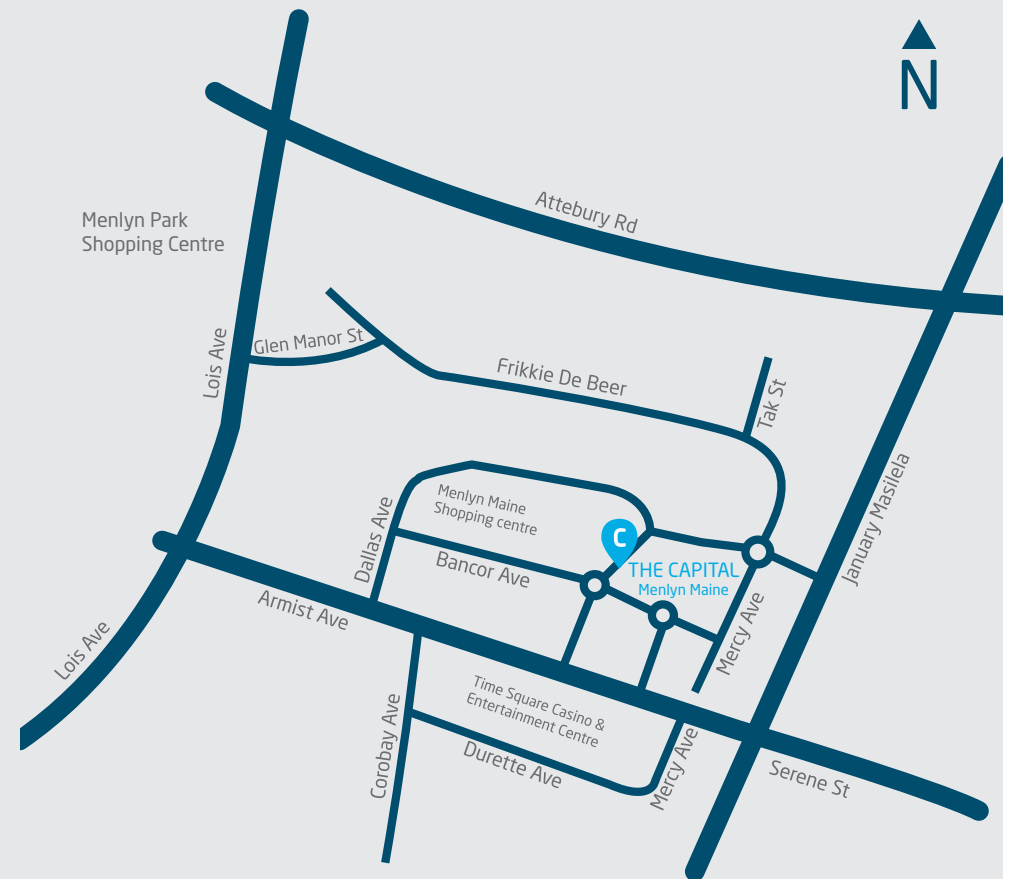 N
Attebury Rd
Menlyn Park
Shopping Centre
Lois Ave
Glen Manor St
Frikkie De Beer
Tak St
January Masilela
Menlyn Maine
Shopping centre
Dallas Ave
Bancor Ave
C
THE CAPITAL
Menlyn Maine
Mercy Ave
Armist Ave
Lois Ave
Time Square Casino &
Entertainment Centre
Corobay Ave
Durette Ave
Mercy Ave
Serene St